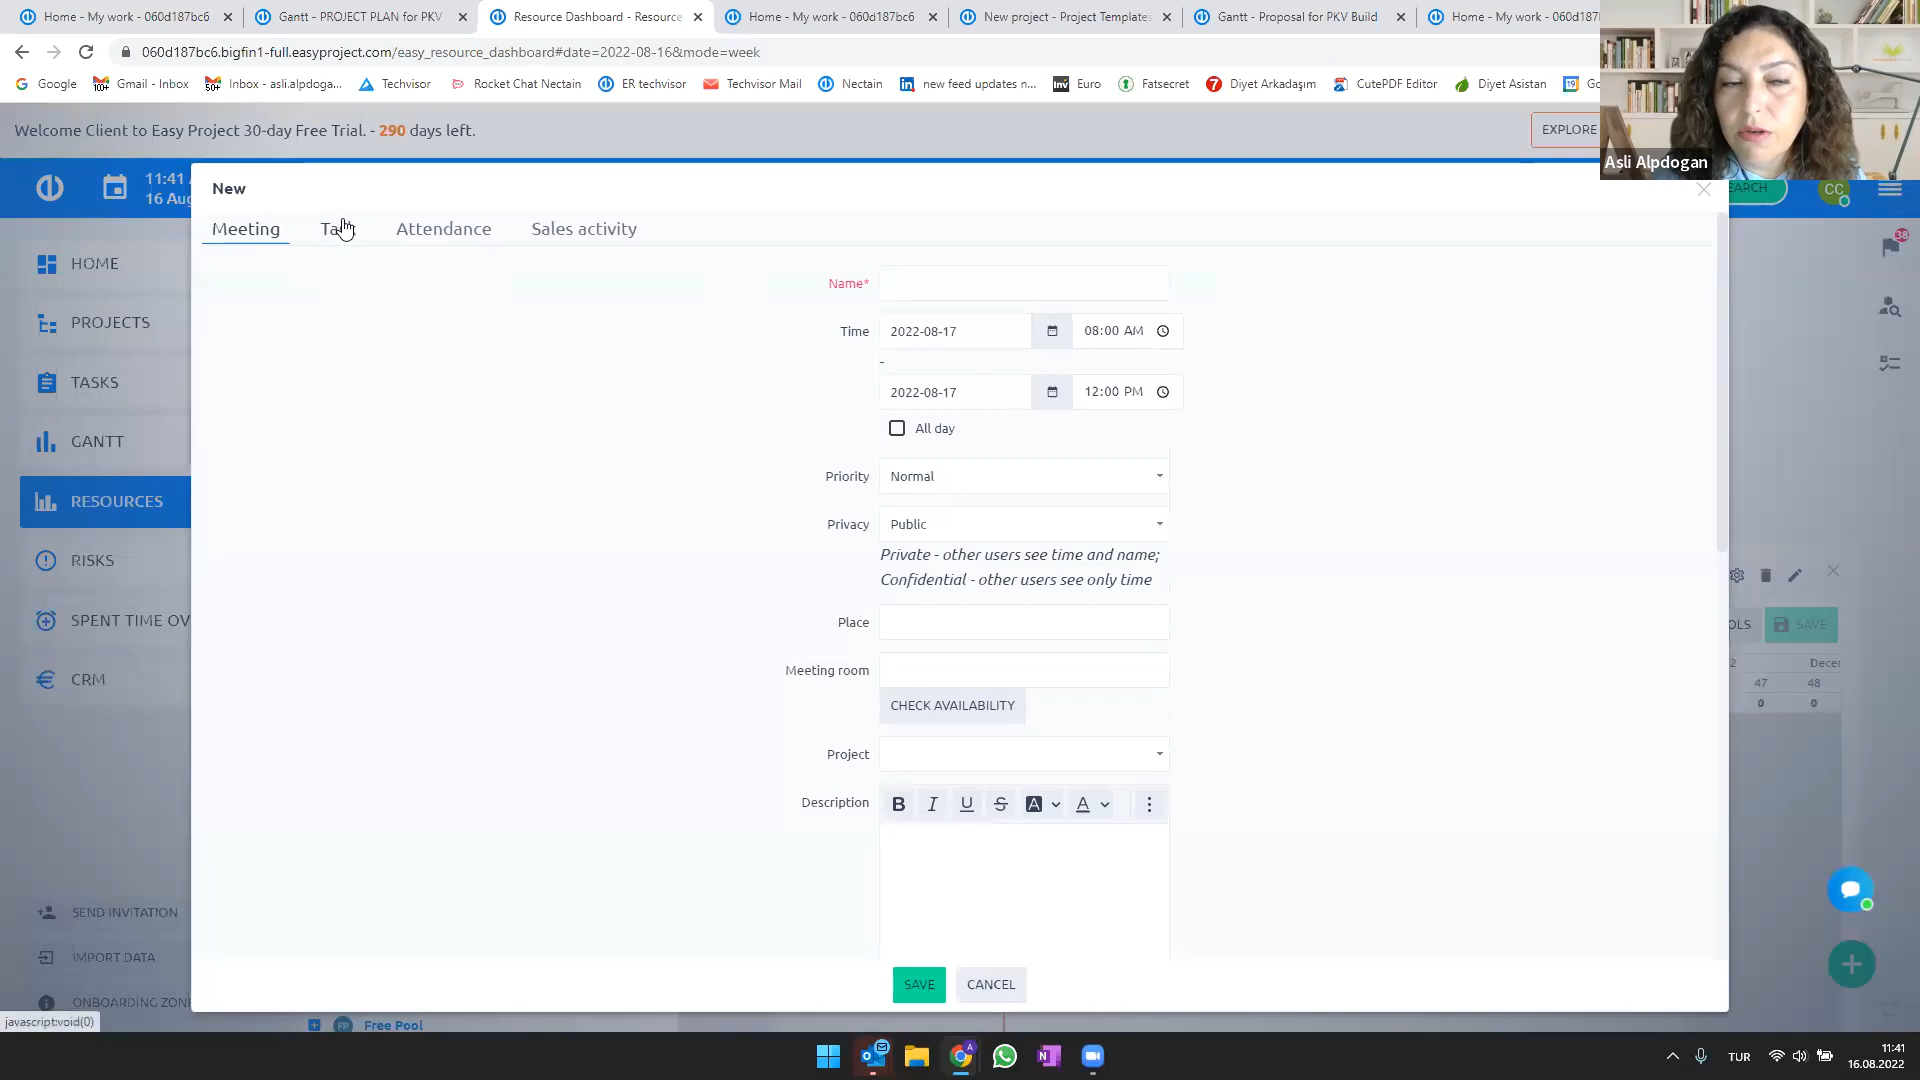 Home - My work - 060d187bc6
Gantt - PROJECT PLAN for PKV
Resource Dashboard - Resource
Home - My work - 060d187bc6
New project - Project Templates
Gantt - Proposal for PKV Build
Home - My work - 060d187bc6
060d187bc6.bigfin1-full.easyproject.com/easy_resource_dashboard#date=2022-08-16&mode=week
Google
Gmail - Inbox
Inbox - asli.alpdoga...
Techvisor
Rocket Chat Nectain
ER techvisor
Techvisor Mail
Nectain
new feed updates n...
Euro
Fatsecret
Diyet Arkadaşım
CutePDF Editor
Diyet Asistan
Welcome Client to Easy Project 30-day Free Trial. - 290 days left.
EXPLORE
Asli Alpdogan
11:41
16 Aug
New
EARCH
CC
Meeting
Attendance
Sales activity
38
HOME
PROJECTS
TASKS
GANTT
RESOURCES
RISKS
SPENT TIME OV
CRM
Name*
Time 2022-08-17 08:00 AM
-
2022-08-17 12:00 PM
All day
Priority Normal
Privacy Public
Private - other users see time and name;
Confidential - other users see only time
Place
Meeting room
CHECK AVAILABILITY
Project
Description B I U S A A
OLS SAVE
2 Decem
47 48
0 0
SAVE CANCEL
SEND INVITATION
IMPORT DATA
ONBOARDING ZONE
javascript:void(0)
FP Free Pool
TUR
11:41
16.08.2022